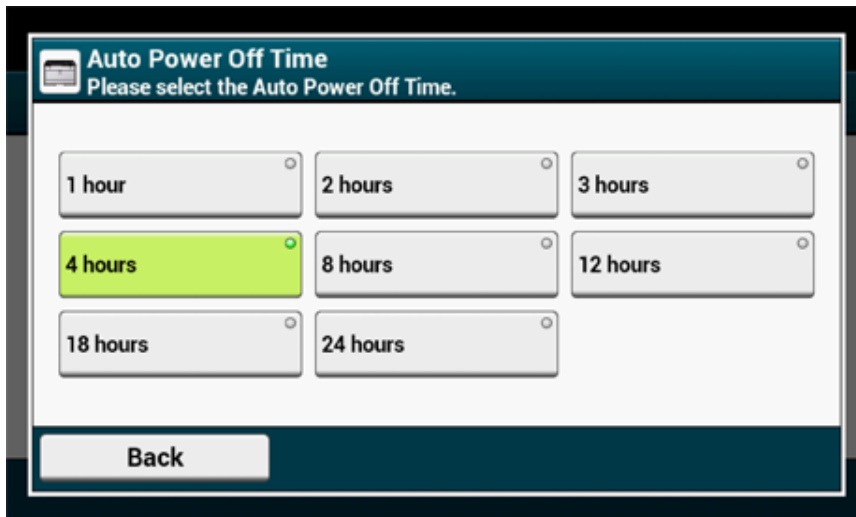 Auto Power Off Time
Please select the Auto Power Off Time.
1 hour
2 hours
3 hours
4 hours
8 hours
12 hours
18 hours
24 hours
Back